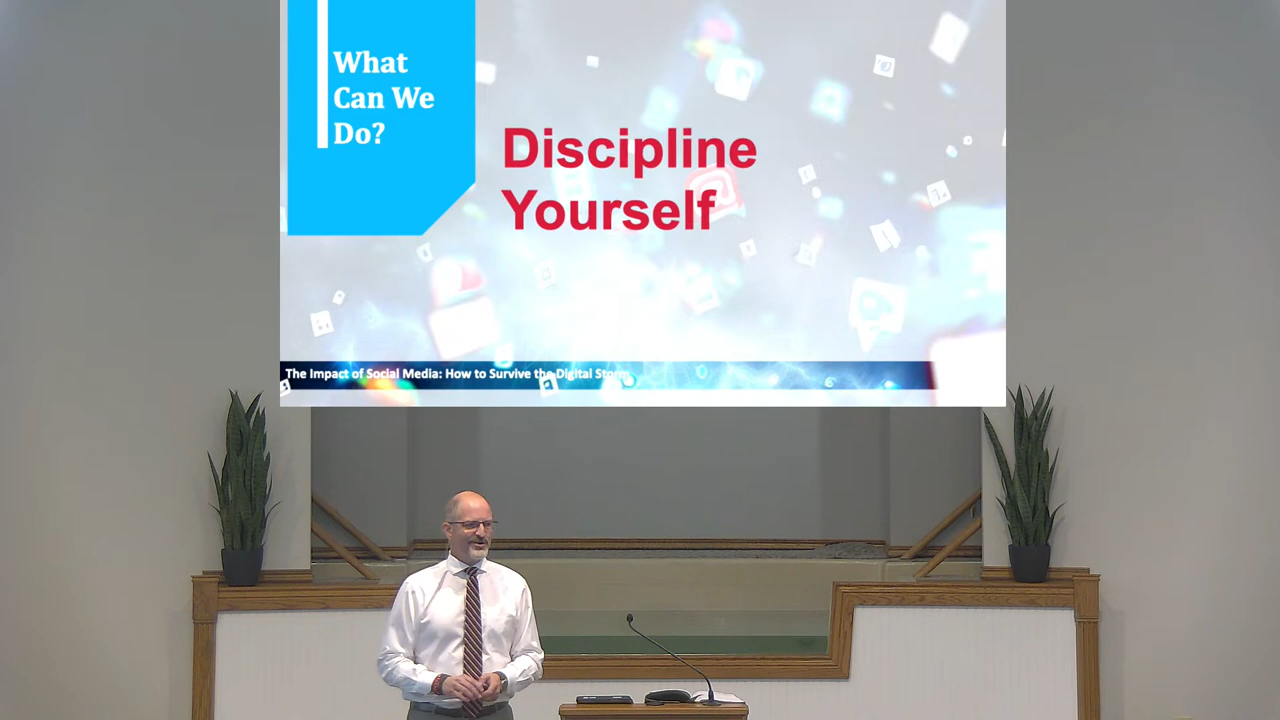 What
Can We
Do?
Discipline
Yourself
The Impact of Social Media: How to Survive the Digital Storm